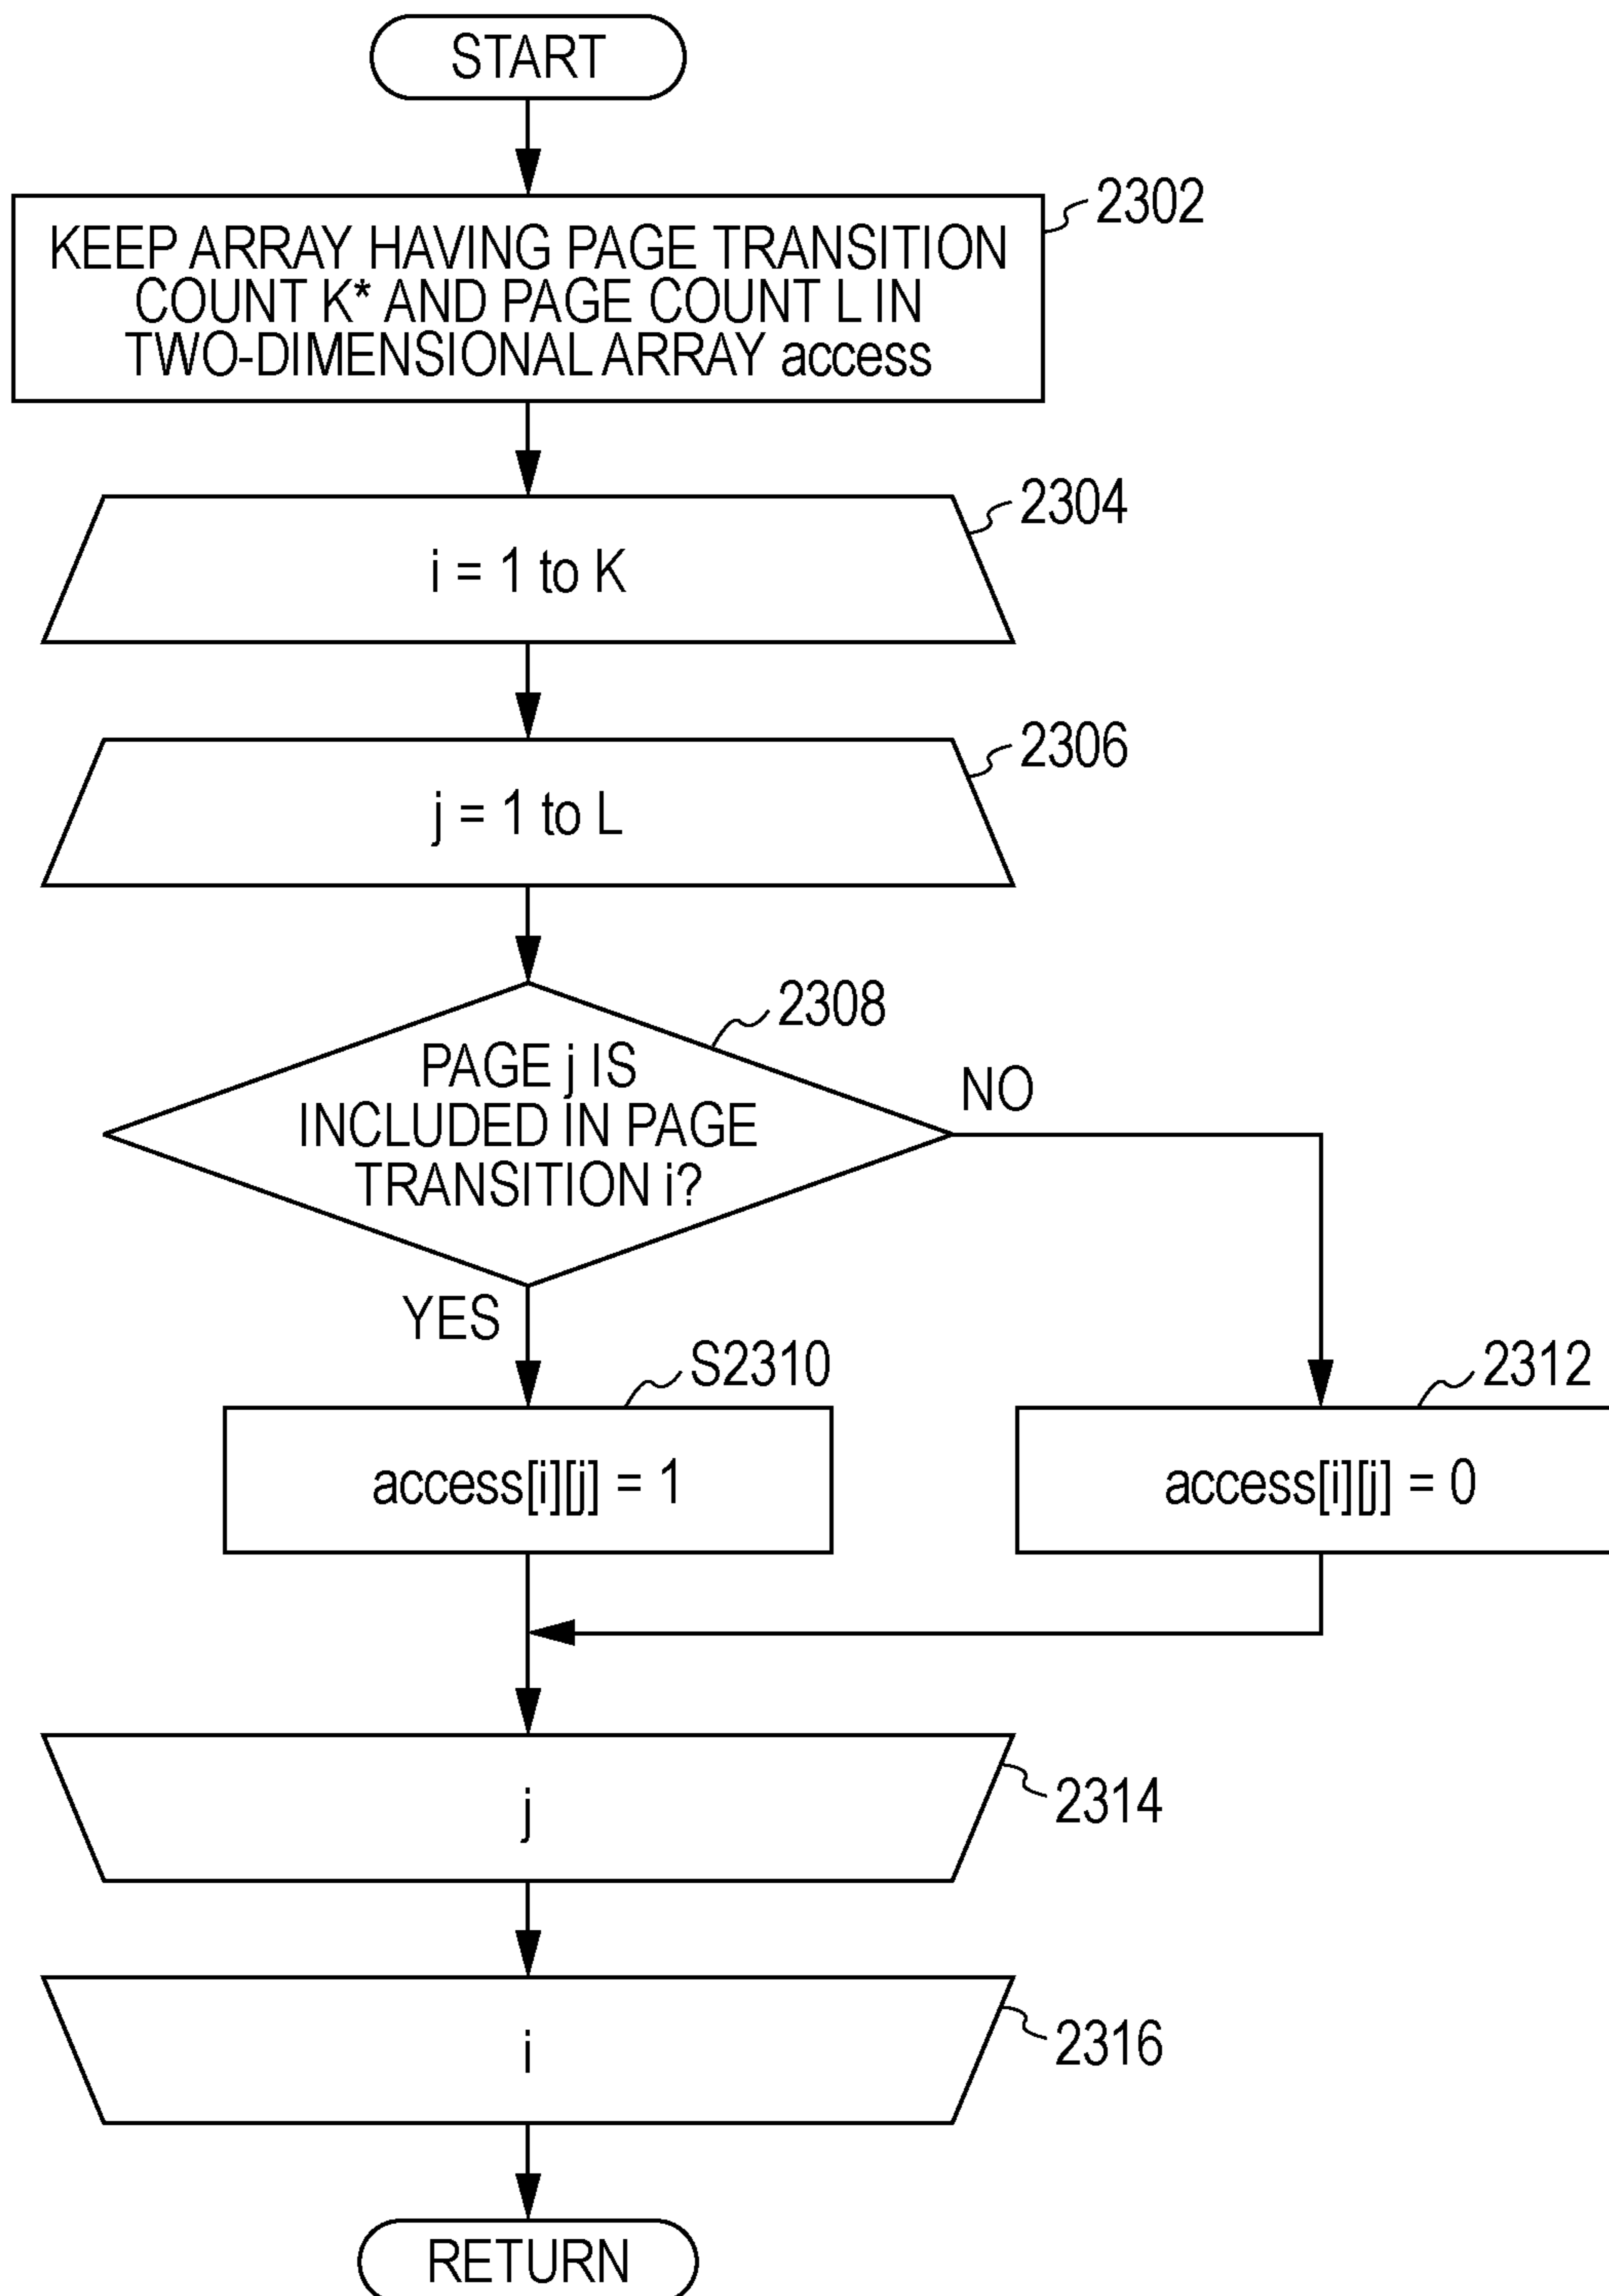 START
2302
KEEP ARRAY HAVING PAGE TRANSITION
COUNT K* AND PAGE COUNT L IN
TWO-DIMENSIONAL ARRAY access
2304
i = 1 to K
2306
j = 1 to L
2308
PAGE j IS
INCLUDED IN PAGE
TRANSITION i?
NO
YES
S2310
access[i][j] = 1
2312
access[i][j] = 0
j
2314
i
2316
RETURN